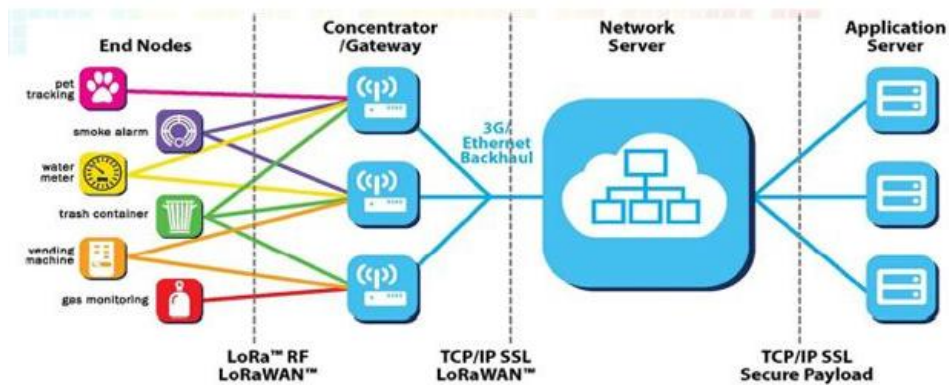 End Nodes
Concentrator
/Gateway
Network
Server
Application
Server
pet
tracking
smoke alarm
water
meter
trash container
vending
machine
gas monitoring
3G/
Ethernet
Backhaul
LoRa™ RF
LoRaWAN™
TCP/IP SSL
LoRaWAN™
TCP/IP SSL
Secure Payload